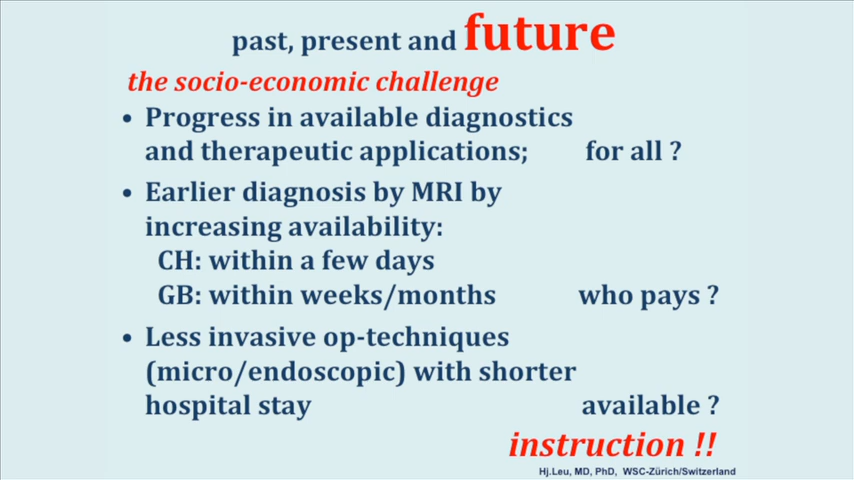 past, present and future
the socio-economic challenge
• Progress in available diagnostics
and therapeutic applications; for all ?
• Earlier diagnosis by MRI by
increasing availability:
CH: within a few days
GB: within weeks/months who pays ?
• Less invasive op-techniques
(micro/endoscopic) with shorter
hospital stay available ?
instruction !!
Hj.Leu, MD, PhD, WSC-Zürich/Switzerland